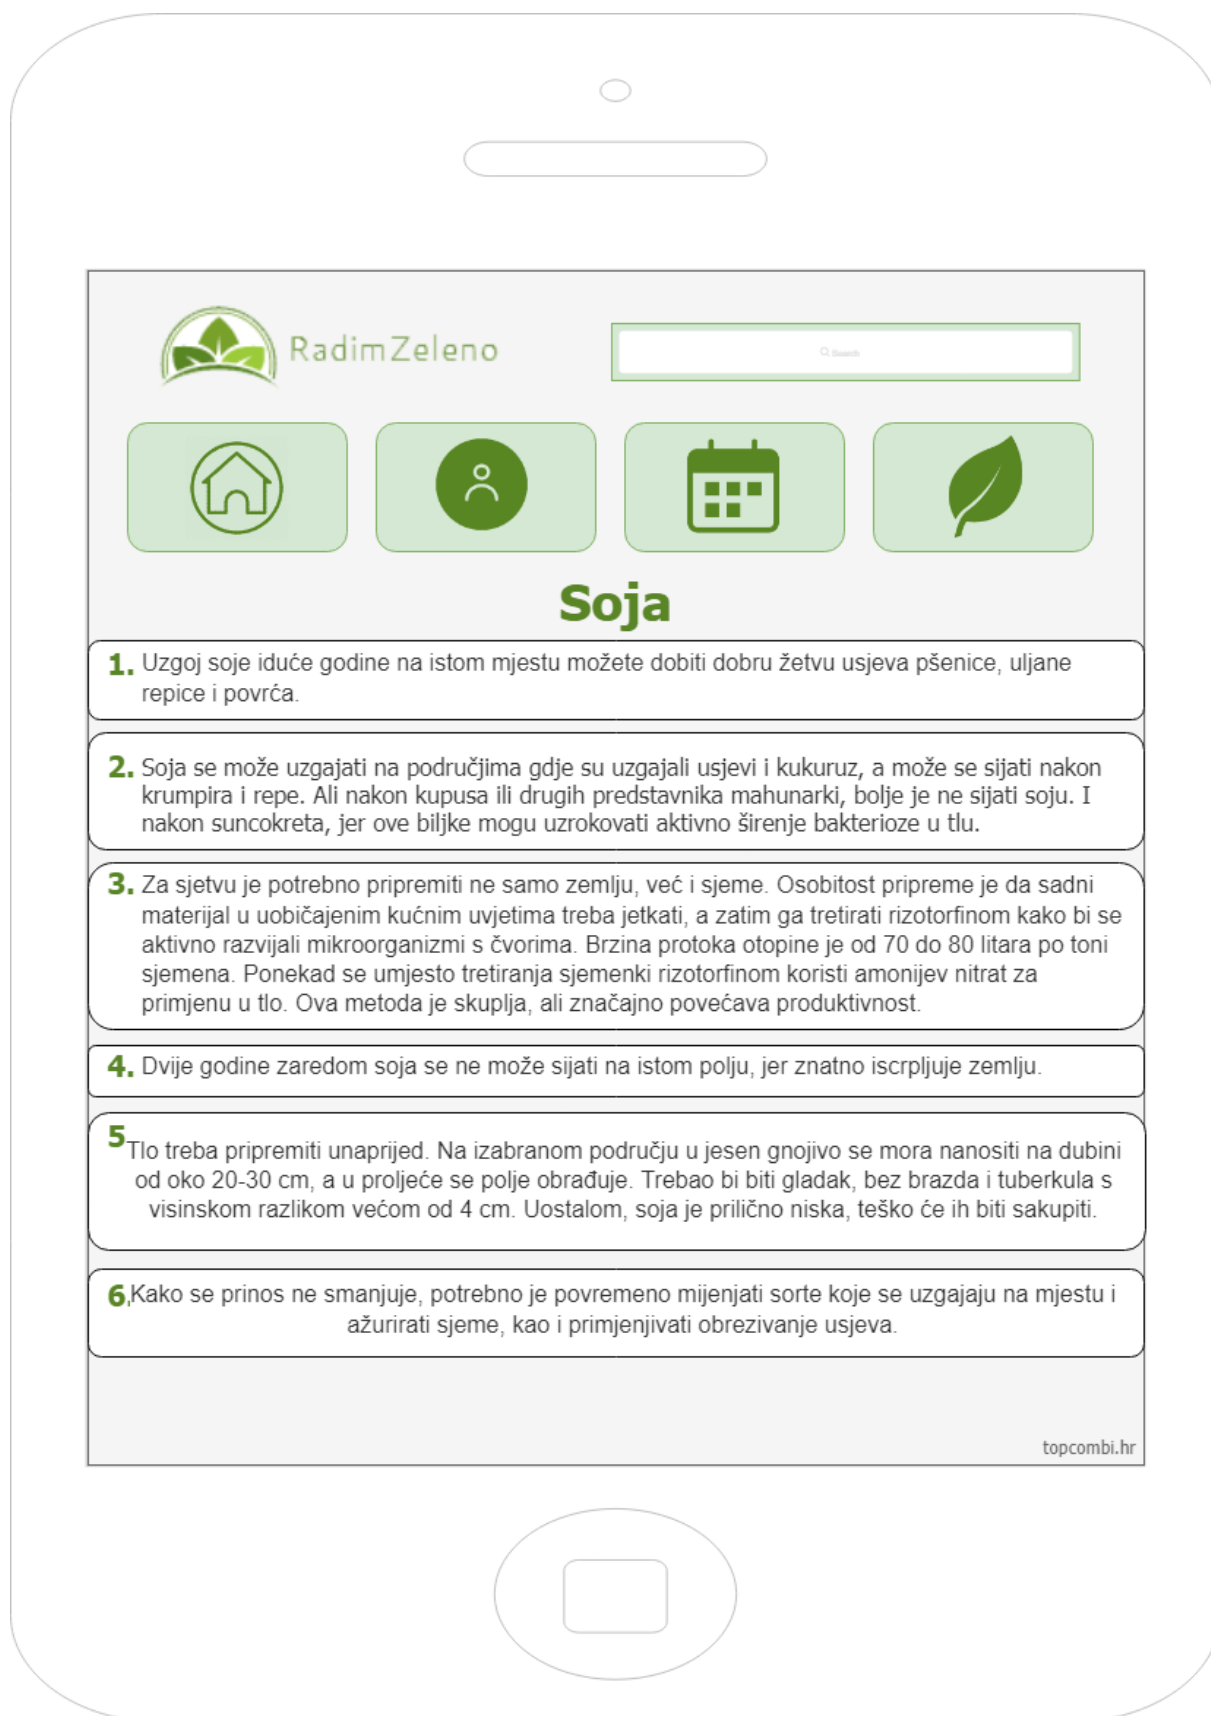 RadimZeleno
Search
Soja
1. Uzgoj soje iduće godine na istom mjestu možete dobiti dobru žetvu usjeva pšenice, uljane
repice i povrća.
2. Soja se može uzgajati na područjima gdje su uzgajali usjevi i kukuruz, a može se sijati nakon
krumpira i repe. Ali nakon kupusa ili drugih predstavnika mahunarki, bolje je ne sijati soju. I
nakon suncokreta, jer ove biljke mogu uzrokovati aktivno širenje bakterioze u tlu.
3. Za sjetvu je potrebno pripremiti ne samo zemlju, već i sjeme. Osobitost pripreme je da sadni
materijal u uobičajenim kućnim uvjetima treba jetkati, a zatim ga tretirati rizotorfinom kako bi se
aktivno razvijali mikroorganizmi s čvorima. Brzina protoka otopine je od 70 do 80 litara po toni
sjemena. Ponekad se umjesto tretiranja sjemenki rizotorfinom koristi amonijev nitrat za
primjenu u tlo. Ova metoda je skuplja, ali značajno povećava produktivnost.
4. Dvije godine zaredom soja se ne može sijati na istom polju, jer znatno iscrpljuje zemlju.
5 Tlo treba pripremiti unaprijed. Na izabranom području u jesen gnojivo se mora nanositi na dubini
od oko 20-30 cm, a u proljeće se polje obrađuje. Trebao bi biti gladak, bez brazda i tuberkula s
visinskom razlikom većom od 4 cm. Uostalom, soja je prilično niska, teško će ih biti sakupiti.
6. Kako se prinos ne smanjuje, potrebno je povremeno mijenjati sorte koje se uzgajaju na mjestu i
ažurirati sjeme, kao i primjenjivati obrezivanje usjeva.
topcombi.hr